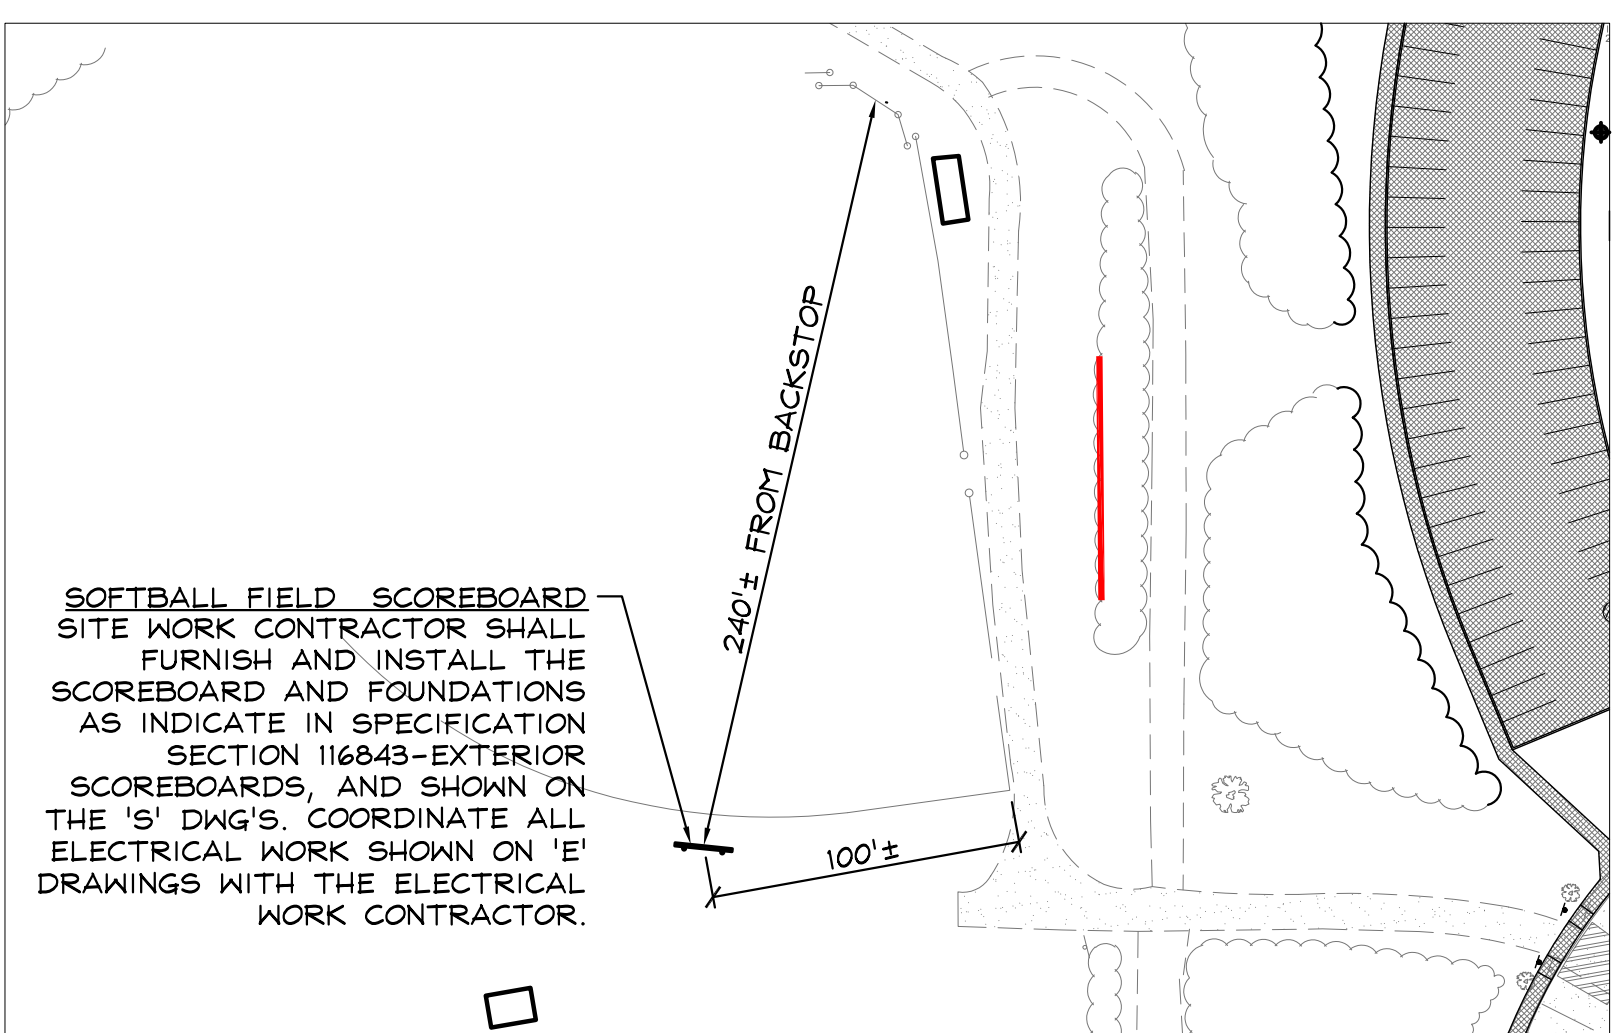 240'± FROM BACKSTOP
SOFTBALL FIELD SCOREBOARD
SITE WORK CONTRACTOR SHALL
FURNISH AND INSTALL THE
SCOREBOARD AND FOUNDATIONS
AS INDICATE IN SPECIFICATION
SECTION 116843-EXTERIOR
SCOREBOARDS, AND SHOWN ON
THE 'S' DWG'S. COORDINATE ALL
ELECTRICAL WORK SHOWN ON 'E'
DRAWINGS WITH THE ELECTRICAL
WORK CONTRACTOR.
100'±